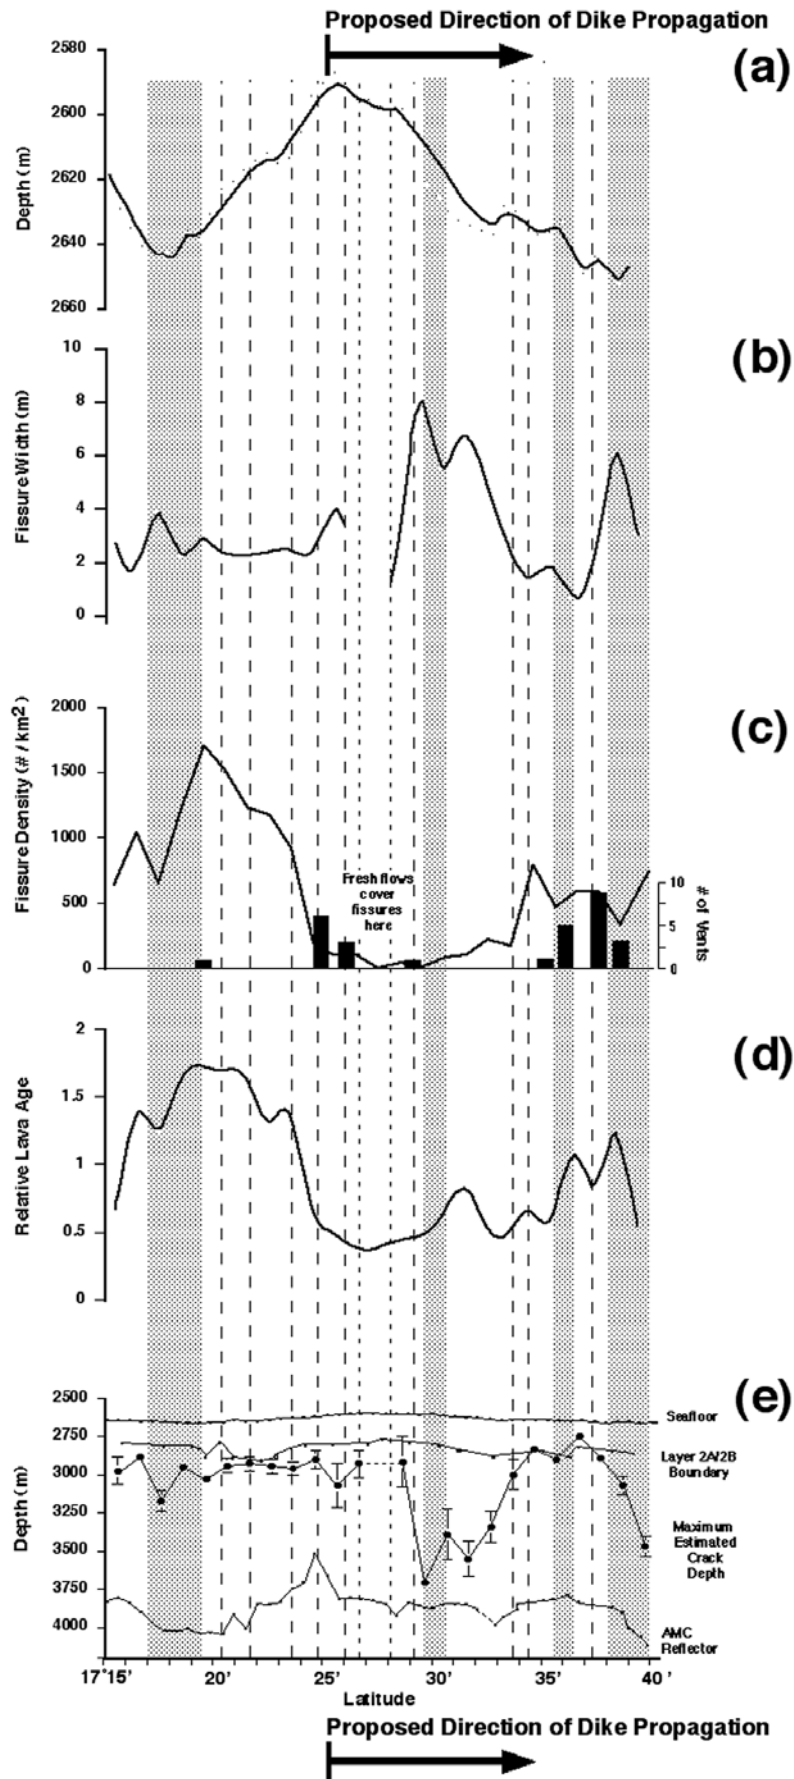 Proposed Direction of Dike Propagation
(a)
2580
2600
2620
2640
2660
Depth (m)
(b)
10
8
6
4
2
0
Fissure Width (m)
(c)
2000
1500
1000
500
0
Fissure Density (# / km2)
Fresh flows
cover
fissures
here
10
5
0
# of Vents
(d)
2
1.5
1
0.5
0
Relative Lava Age
(e)
2500
2750
3000
3250
3500
3750
4000
Depth (m)
Seafloor
Layer 2A/2B
Boundary
Maximum
Estimated
Crack
Depth
AMC
Reflector
17°15' 20' 25' 30' 35' 40'
Latitude
Proposed Direction of Dike Propagation